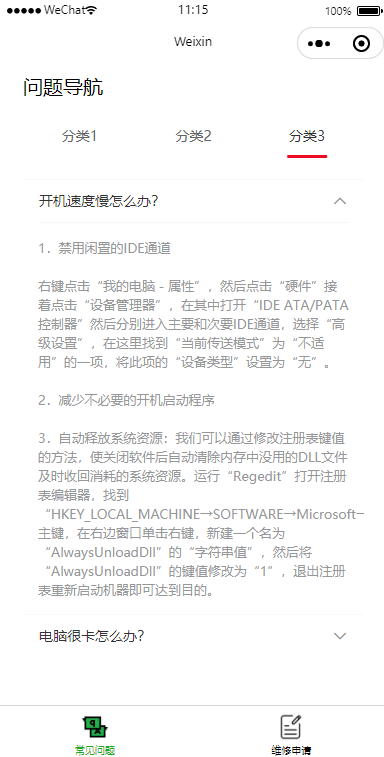 WeChat
11:15
100%
Weixin
问题导航
分类1
分类2
分类3
开机速度慢怎么办？
1．禁用闲置的IDE通道
右键点击“我的电脑－属性”，然后点击“硬件”接
着点击“设备管理器”，在其中打开“IDE ATA/PATA
控制器”然后分别进入主要和次要IDE通道，选择“高
级设置”，在这里找到“当前传送模式”为“不适
用”的一项，将此项的“设备类型”设置为“无”。
2．减少不必要的开机启动程序
3．自动释放系统资源：我们可以通过修改注册表键值
的方法，使关闭软件后自动清除内存中没用的DLL文件
及时收回消耗的系统资源。运行“Regedit”打开注册
表编辑器，找到
“HKEY_LOCAL_MACHINE→SOFTWARE→Microsoft→
主键，在右边窗口单击右键，新建一个名为
“AlwaysUnloadDll”的“字符串值”，然后将
“AlwaysUnloadDll”的键值修改为“1”，退出注册
表重新启动机器即可达到目的。
电脑很卡怎么办？
常见问题
维修申请